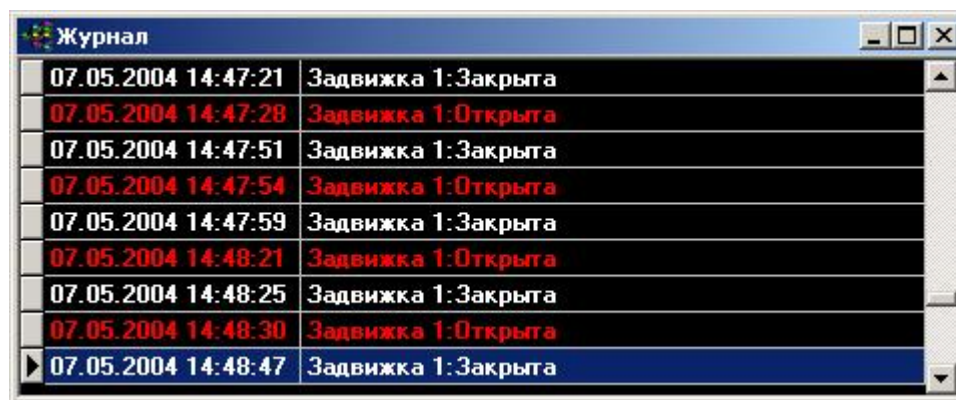 Журнал
07.05.2004 14:47:21 Задвижка 1:Закрыта
07.05.2004 14:47:28 Задвижка 1:Открыта
07.05.2004 14:47:51 Задвижка 1:Закрыта
07.05.2004 14:47:54 Задвижка 1:Открыта
07.05.2004 14:47:59 Задвижка 1:Закрыта
07.05.2004 14:48:21 Задвижка 1:Открыта
07.05.2004 14:48:25 Задвижка 1:Закрыта
07.05.2004 14:48:30 Задвижка 1:Открыта
07.05.2004 14:48:47 Задвижка 1:Закрыта